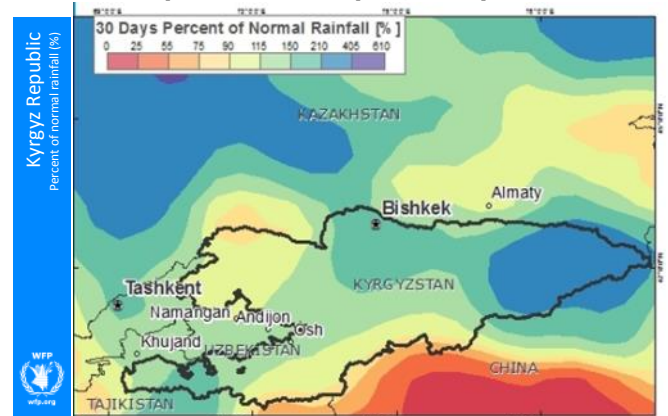 Kyrgyz Republic
Percent of normal rainfall (%)
WFP
wfp.org
30 Days Percent of Normal Rainfall [%]
0 25 55 75 90 115 150 210 405 610
KAZAKHSTAN
Almaty
Bishkek
KYRGYZSTAN
Tashkent
Namangan
Andijon
Osh
Khujand
UZBEKISTAN
CHINA
TAJIKISTAN